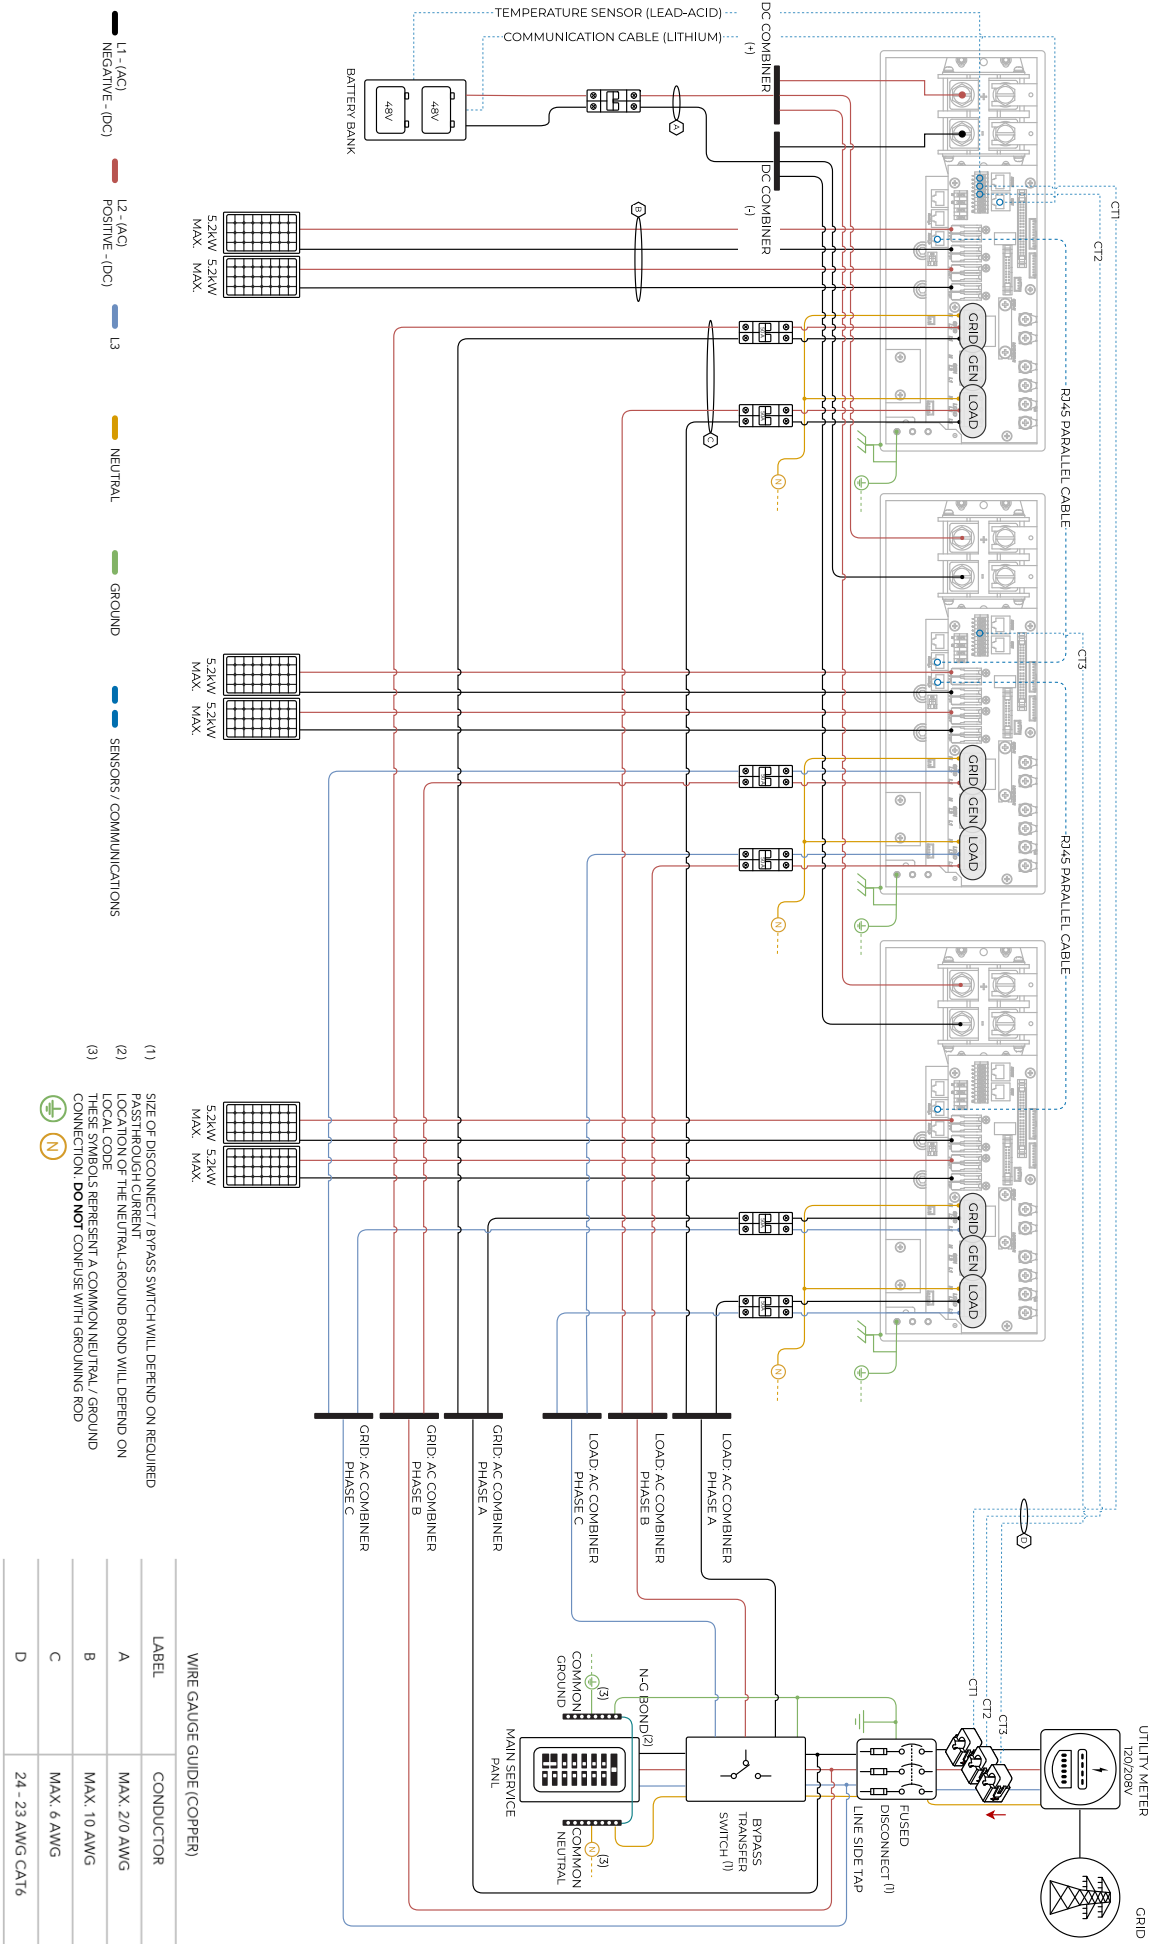 TEMPERATURE SENSOR (LEAD-ACID)
COMMUNICATION CABLE (LITHIUM)
DC COMBINER
(+)
DC COMBINER
(-)
BATTERY BANK
48V
48V
A
B
C
D
CT1
CT2
CT3
RJ45 PARALLEL CABLE
RJ45 PARALLEL CABLE
5.2kW
MAX.
5.2kW
MAX.
5.2kW
MAX.
5.2kW
MAX.
5.2kW
MAX.
5.2kW
MAX.
GRID
GEN
LOAD
GRID
GEN
LOAD
GRID
GEN
LOAD
N
N
N
L1 - (AC)
NEGATIVE - (DC)
L2 - (AC)
POSITIVE - (DC)
L3
NEUTRAL
GROUND
SENSORS / COMMUNICATIONS
GRID: AC COMBINER
PHASE C
GRID: AC COMBINER
PHASE B
GRID: AC COMBINER
PHASE A
LOAD: AC COMBINER
PHASE C
LOAD: AC COMBINER
PHASE B
LOAD: AC COMBINER
PHASE A
UTILITY METER
120/208V
GRID
CT1
CT2
CT3
FUSED
DISCONNECT (1)
LINE SIDE TAP
BYPASS
TRANSFER
SWITCH (1)
N-G BOND(2)
(3)
COMMON
GROUND
MAIN SERVICE
PANL
(3)
N
COMMON
NEUTRAL
(1) SIZE OF DISCONNECT / BYPASS SWITCH WILL DEPEND ON REQUIRED
PASSTHROUGH CURRENT
(2) LOCATION OF THE NEUTRAL-GROUND BOND WILL DEPEND ON
LOCAL CODE
(3) THESE SYMBOLS REPRESENT A COMMON NEUTRAL / GROUND
CONNECTION. DO NOT CONFUSE WITH GROUNING ROD
N
WIRE GAUGE GUIDE (COPPER)
LABEL CONDUCTOR
A MAX. 2/0 AWG
B MAX. 10 AWG
C MAX. 6 AWG
D 24 - 23 AWG CAT6